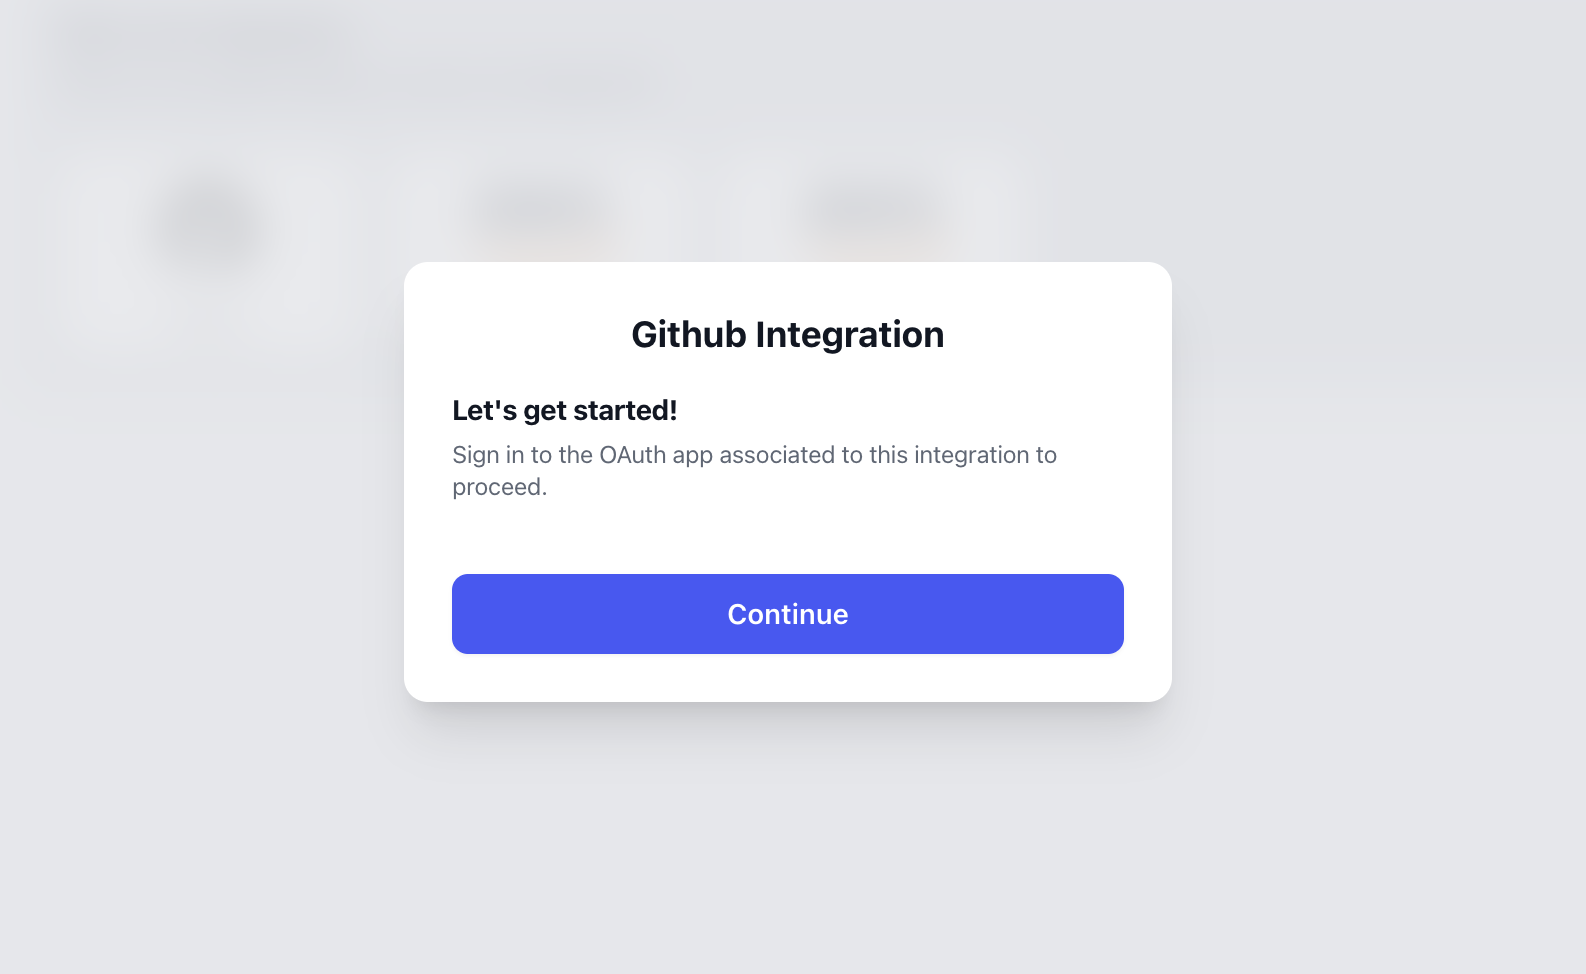 Github Integration
Let's get started!
Sign in to the OAuth app associated to this integration to
proceed.
Continue